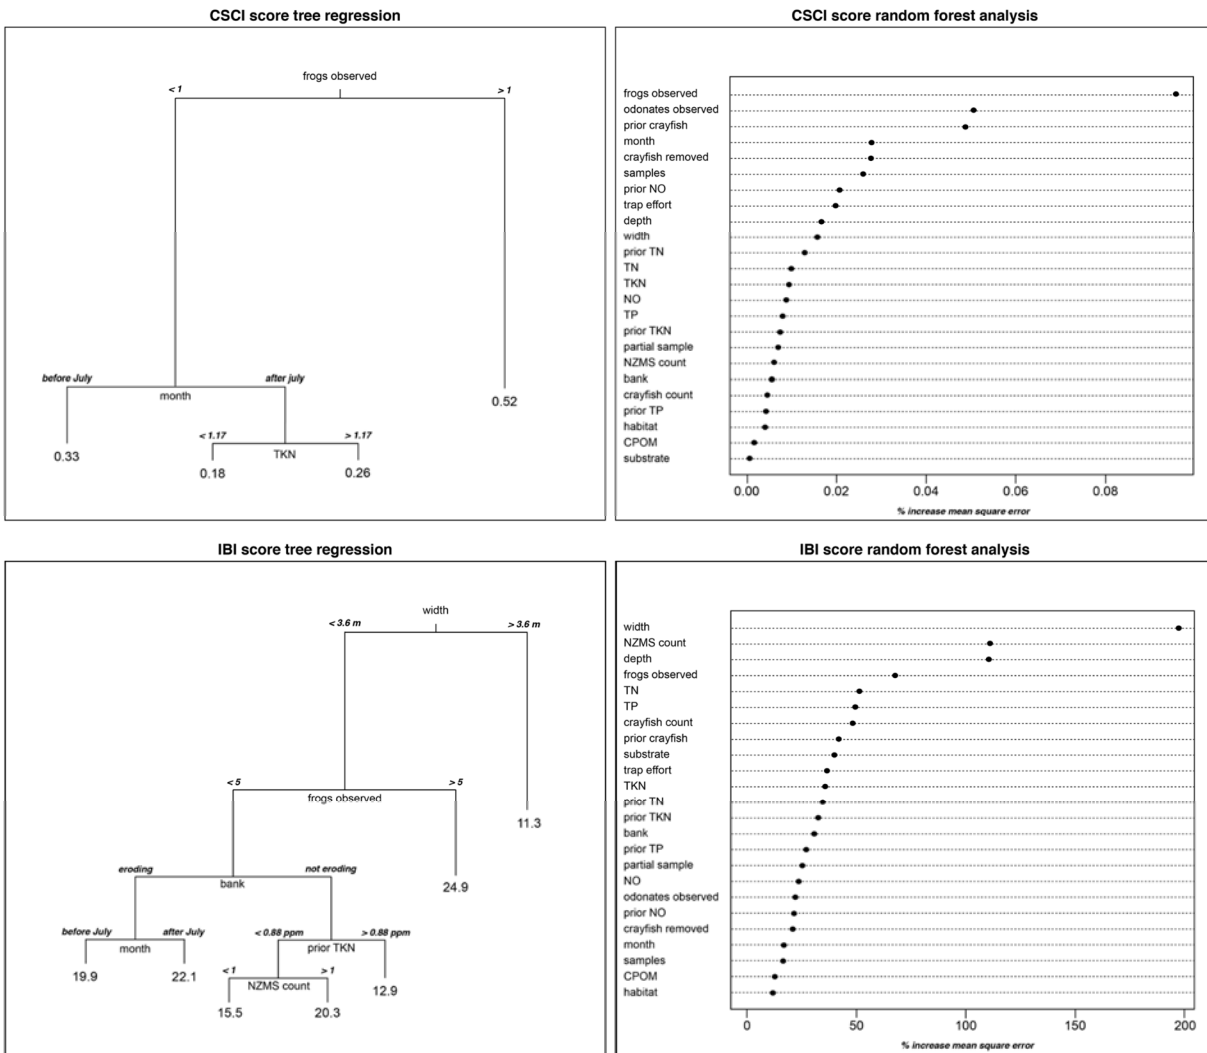 CSCI score tree regression
frogs observed
< 1
> 1
before July
after july
month
0.52
< 1.17
> 1.17
TKN
0.33
0.18
0.26
CSCI score random forest analysis
frogs observed
odonates observed
prior crayfish
month
crayfish removed
samples
prior NO
trap effort
depth
width
prior TN
TN
TKN
NO
TP
prior TKN
partial sample
NZMS count
bank
crayfish count
prior TP
habitat
CPOM
substrate
0.00 0.02 0.04 0.06 0.08
% increase mean square error
IBI score tree regression
width
< 3.6 m
> 3.6 m
< 5
> 5
frogs observed
11.3
eroding
not eroding
bank
24.9
before July
after July
month
< 0.88 ppm
> 0.88 ppm
prior TKN
19.9
22.1
< 1
> 1
NZMS count
12.9
15.5
20.3
IBI score random forest analysis
width
NZMS count
depth
frogs observed
TN
TP
crayfish count
prior crayfish
substrate
trap effort
TKN
prior TN
prior TKN
bank
prior TP
partial sample
NO
odonates observed
prior NO
crayfish removed
month
samples
CPOM
habitat
0 50 100 150 200
% increase mean square error